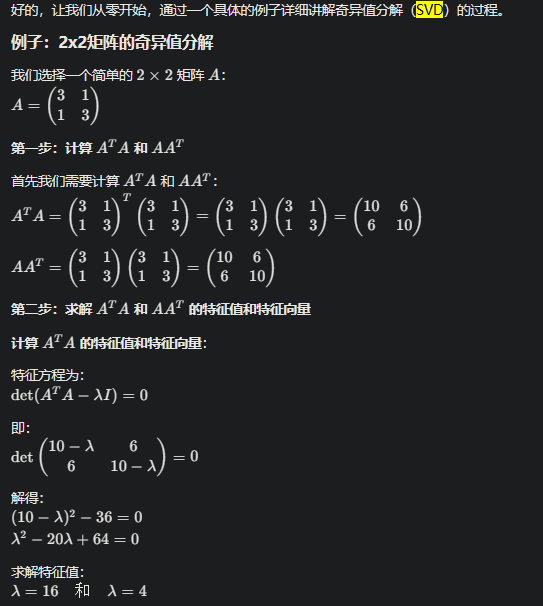 好的，让我们从零开始，通过一个具体的例子详细讲解奇异值分解（SVD）的过程。
例子：2x2矩阵的奇异值分解
我们选择一个简单的 2 × 2 矩阵 A：
A = (3 1; 1 3)
第一步：计算 AᵀA 和 AAᵀ
首先我们需要计算 AᵀA 和 AAᵀ：
AᵀA = (3 1; 1 3)ᵀ (3 1; 1 3) = (3 1; 1 3) (3 1; 1 3) = (10 6; 6 10)
AAᵀ = (3 1; 1 3) (3 1; 1 3) = (10 6; 6 10)
第二步：求解 AᵀA 和 AAᵀ 的特征值和特征向量
计算 AᵀA 的特征值和特征向量：
特征方程为：
det(AᵀA − λI) = 0
即：
det (10 − λ 6; 6 10 − λ) = 0
解得：
(10 − λ)² − 36 = 0
λ² − 20λ + 64 = 0
求解特征值：
λ = 16 和 λ = 4